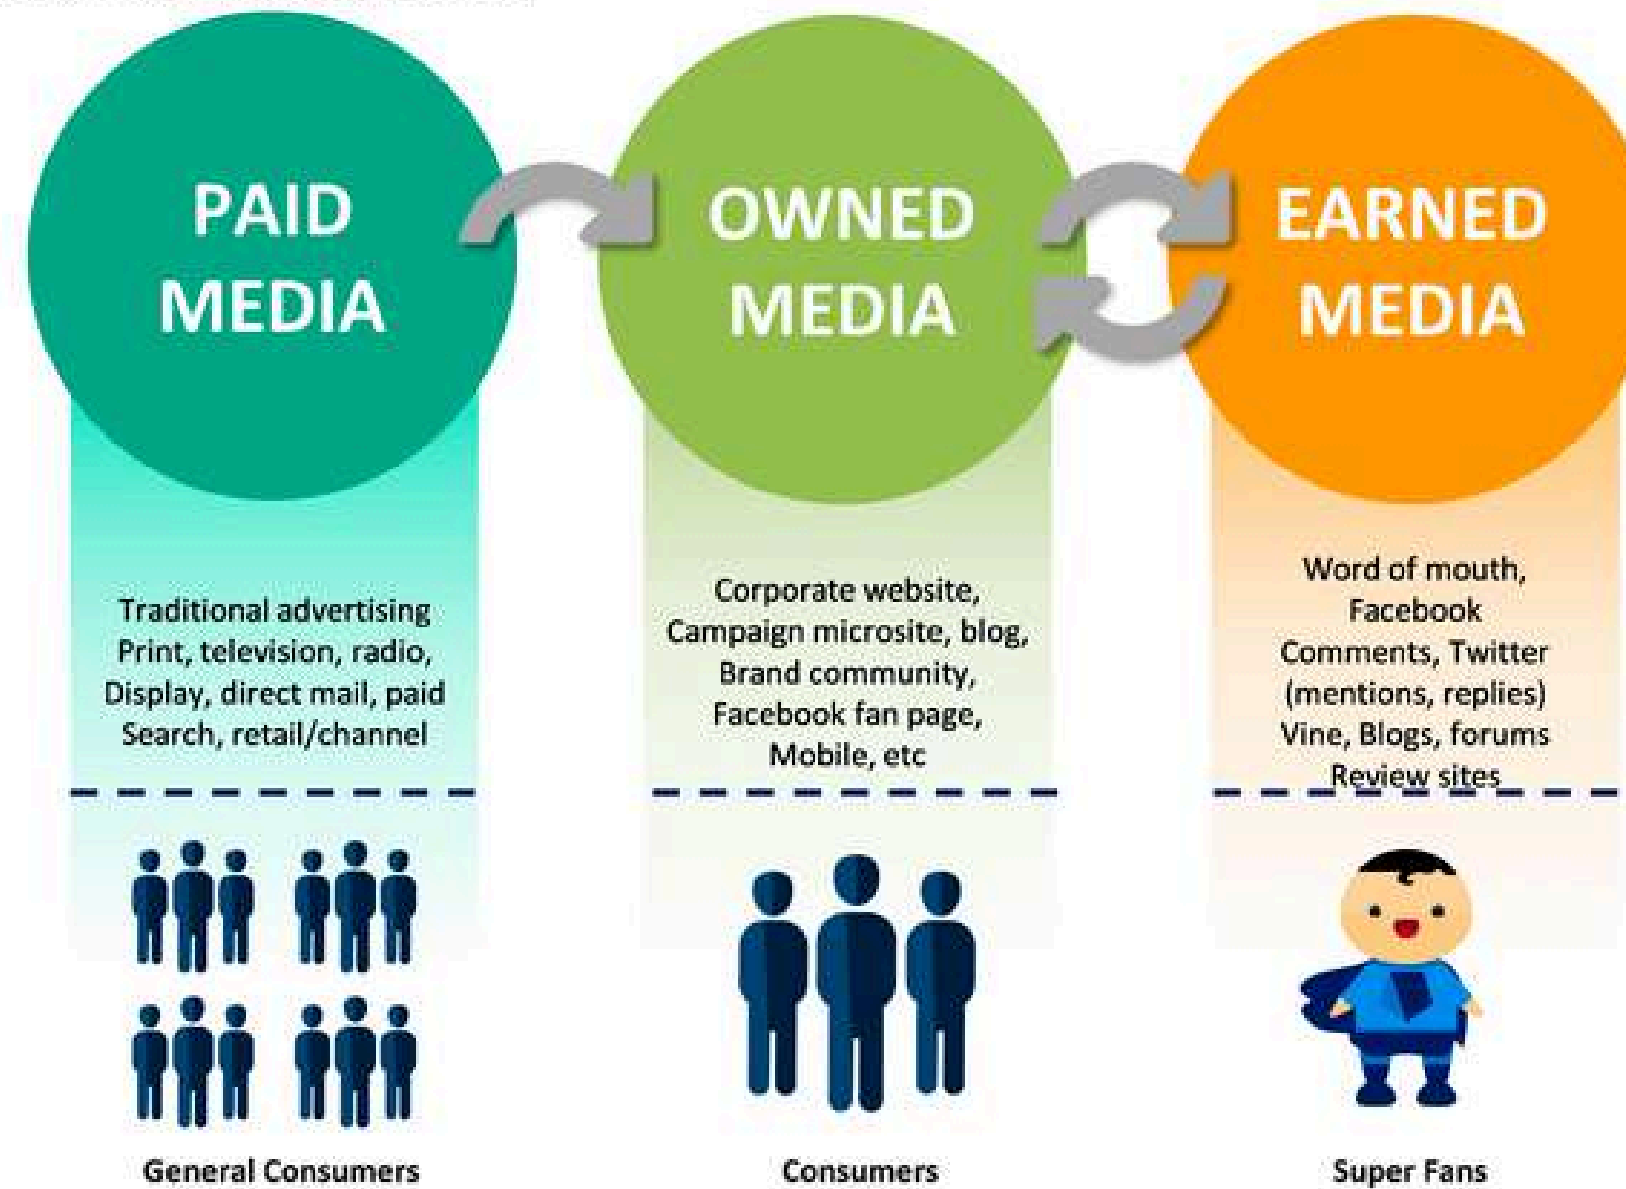 PAID
MEDIA
OWNED
MEDIA
EARNED
MEDIA
Traditional advertising
Print, television, radio,
Display, direct mail, paid
Search, retail/channel
Corporate website,
Campaign microsite, blog,
Brand community,
Facebook fan page,
Mobile, etc
Word of mouth,
Facebook
Comments, Twitter
(mentions, replies)
Vine, Blogs, forums
Review sites
General Consumers
Consumers
Super Fans